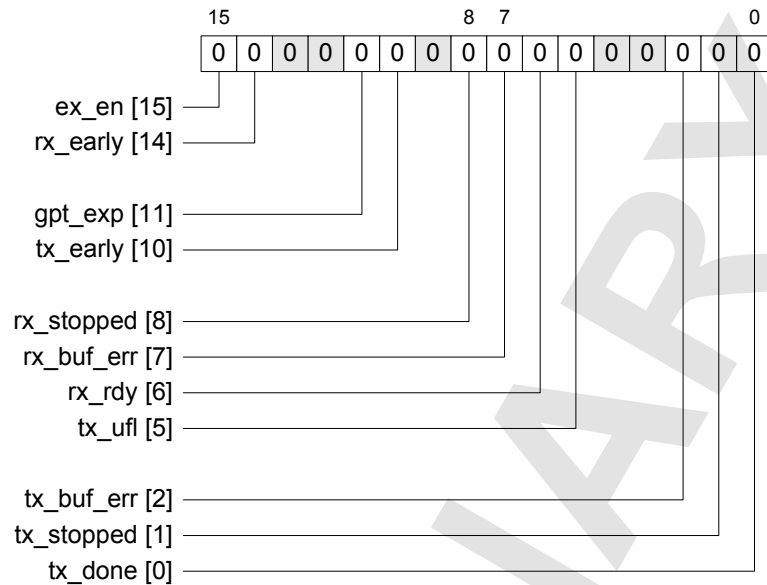 15 8 7 0
0 0 0 0 0 0 0 0 0 0 0 0 0 0 0 0
ex_en [15]
rx_early [14]
gpt_exp [11]
tx_early [10]
rx_stopped [8]
rx_buf_err [7]
rx_rdy [6]
tx_ufl [5]
tx_buf_err [2]
tx_stopped [1]
tx_done [0]
IARY